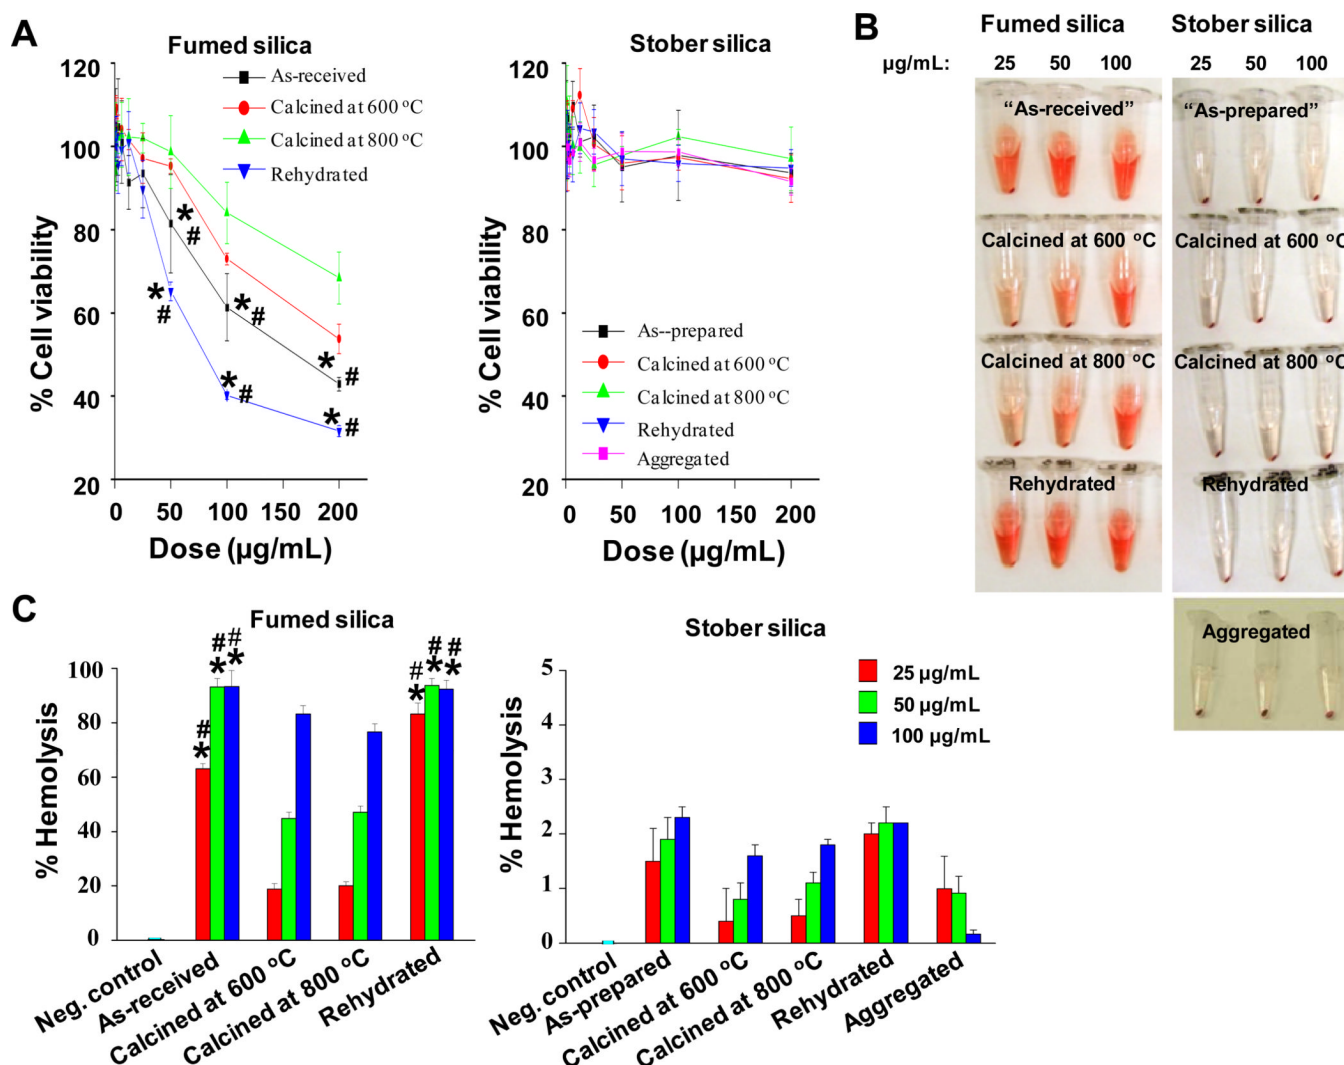 A
Fumed silica
120
100
80
60
40
20
% Cell viability
As-received
Calcined at 600 °C
Calcined at 800 °C
Rehydrated
*
#
*
#
*
#
*
#
*
#
*
#
0 50 100 150 200
Dose (µg/mL)
Stober silica
120
100
80
60
40
20
% Cell viability
As--prepared
Calcined at 600 °C
Calcined at 800 °C
Rehydrated
Aggregated
0 50 100 150 200
Dose (µg/mL)
B
Fumed silica Stober silica
µg/mL: 25 50 100 25 50 100
“As-received” “As-prepared”
Calcined at 600 °C Calcined at 600 °C
Calcined at 800 °C Calcined at 800 °C
Rehydrated Rehydrated
Aggregated
C
Fumed silica
100
80
60
40
20
0
% Hemolysis
#
*
# #
* *
#
*
# #
* *
Neg. control
As-received
Calcined at 600 °C
Calcined at 800 °C
Rehydrated
Stober silica
5
4
3
2
1
0
% Hemolysis
25 µg/mL
50 µg/mL
100 µg/mL
Neg. control
As-prepared
Calcined at 600 °C
Calcined at 800 °C
Rehydrated
Aggregated